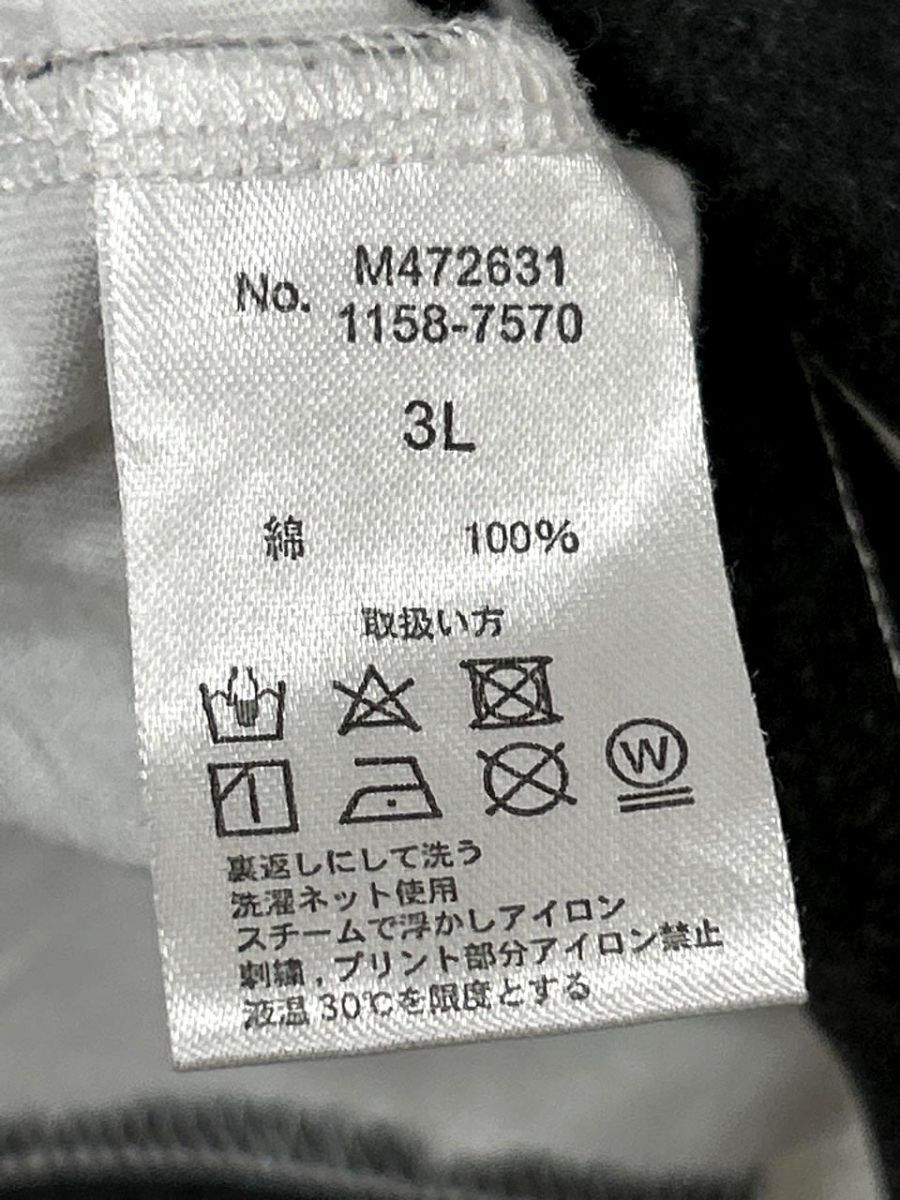 No. M472631
1158-7570
3L
綿 100%
取扱い方
W
裏返しにして洗う
洗濯ネット使用
スチームで浮かしアイロン
刺繍,プリント部分アイロン禁止
液温30℃を限度とする